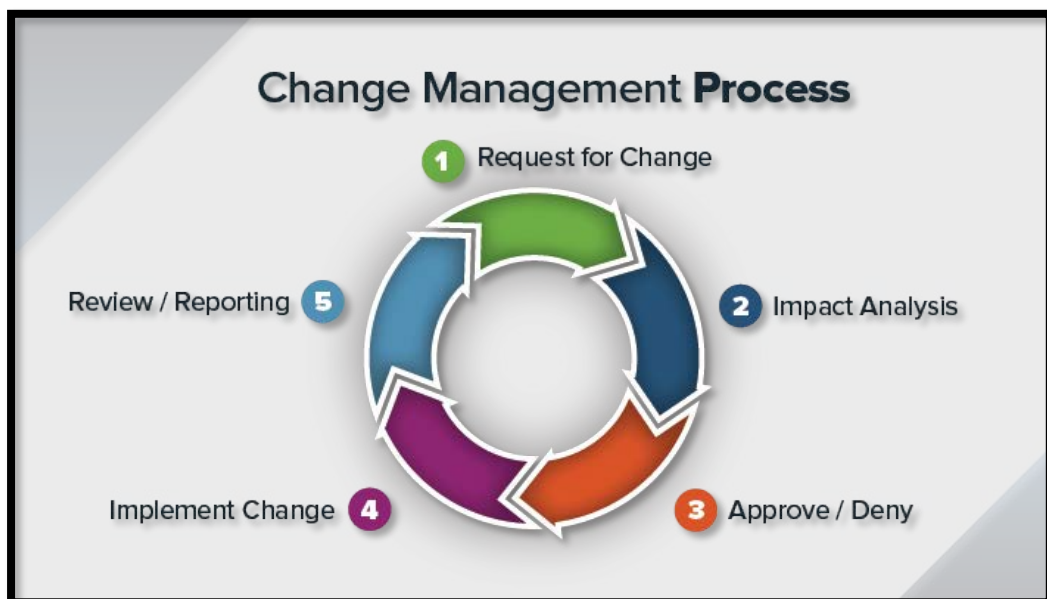 Change Management Process
1 Request for Change
2 Impact Analysis
3 Approve / Deny
4 Implement Change
5 Review / Reporting